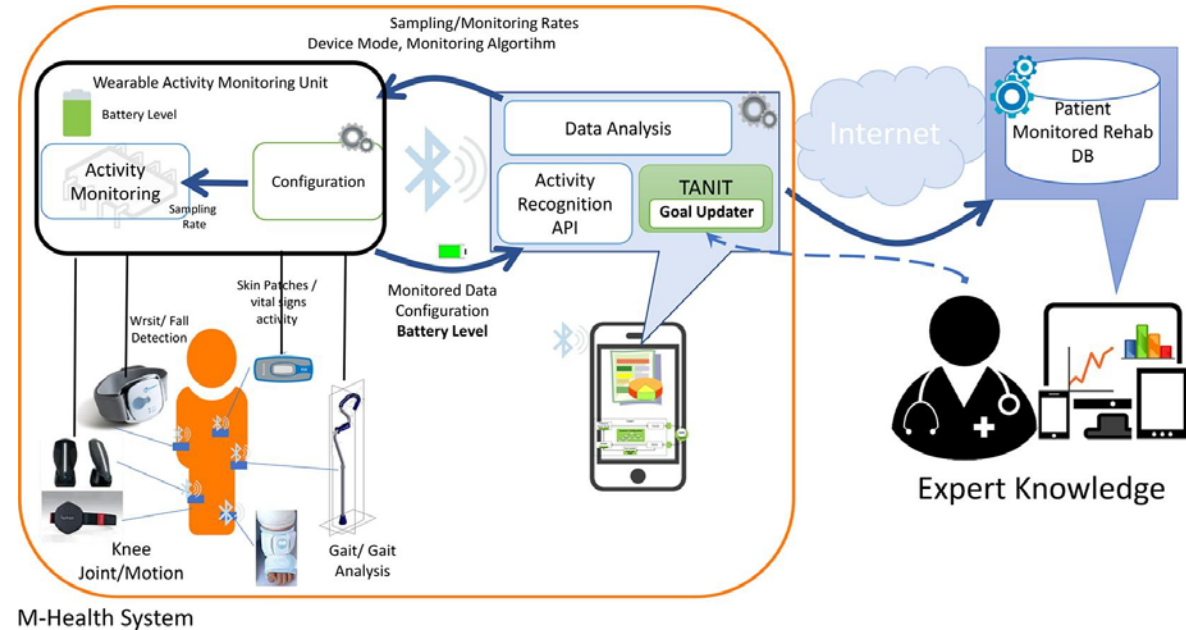 Sampling/Monitoring Rates
Device Mode, Monitoring Algortihm
Wearable Activity Monitoring Unit
Battery Level
Activity
Monitoring
Sampling
Rate
Configuration
Data Analysis
Activity
Recognition
API
TANIT
Goal Updater
Internet
Patient
Monitored Rehab
DB
Monitored Data
Configuration
Battery Level
Skin Patches /
vital signs
activity
Wrsit/ Fall
Detection
Knee
Joint/Motion
Gait/ Gait
Analysis
Expert Knowledge
M-Health System